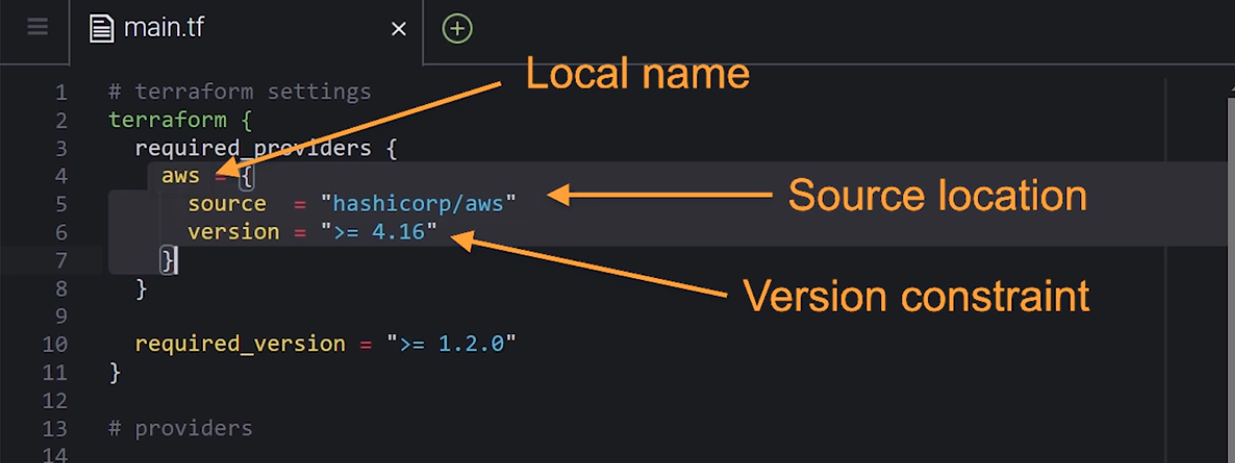 main.tf
Local name
1 # terraform settings
2 terraform {
3 required_providers {
4 aws = {
Source location
5 source = "hashicorp/aws"
6 version = ">= 4.16"
7 }
Version constraint
8 }
9
10 required_version = ">= 1.2.0"
11 }
12
13 # providers
14